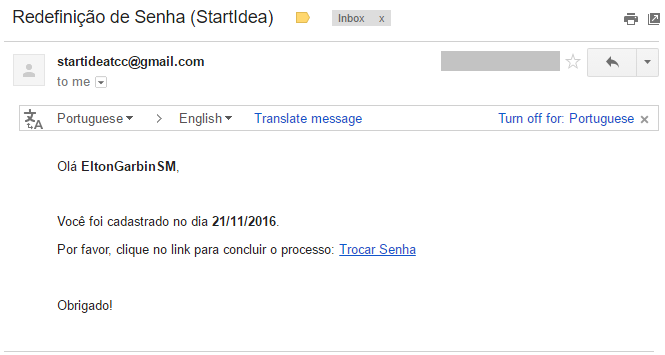 Redefinição de Senha (StartIdea) Inbox x
startideatcc@gmail.com
to me
Portuguese > English Translate message Turn off for: Portuguese x
Olá EltonGarbinSM,
Você foi cadastrado no dia 21/11/2016.
Por favor, clique no link para concluir o processo: Trocar Senha
Obrigado!